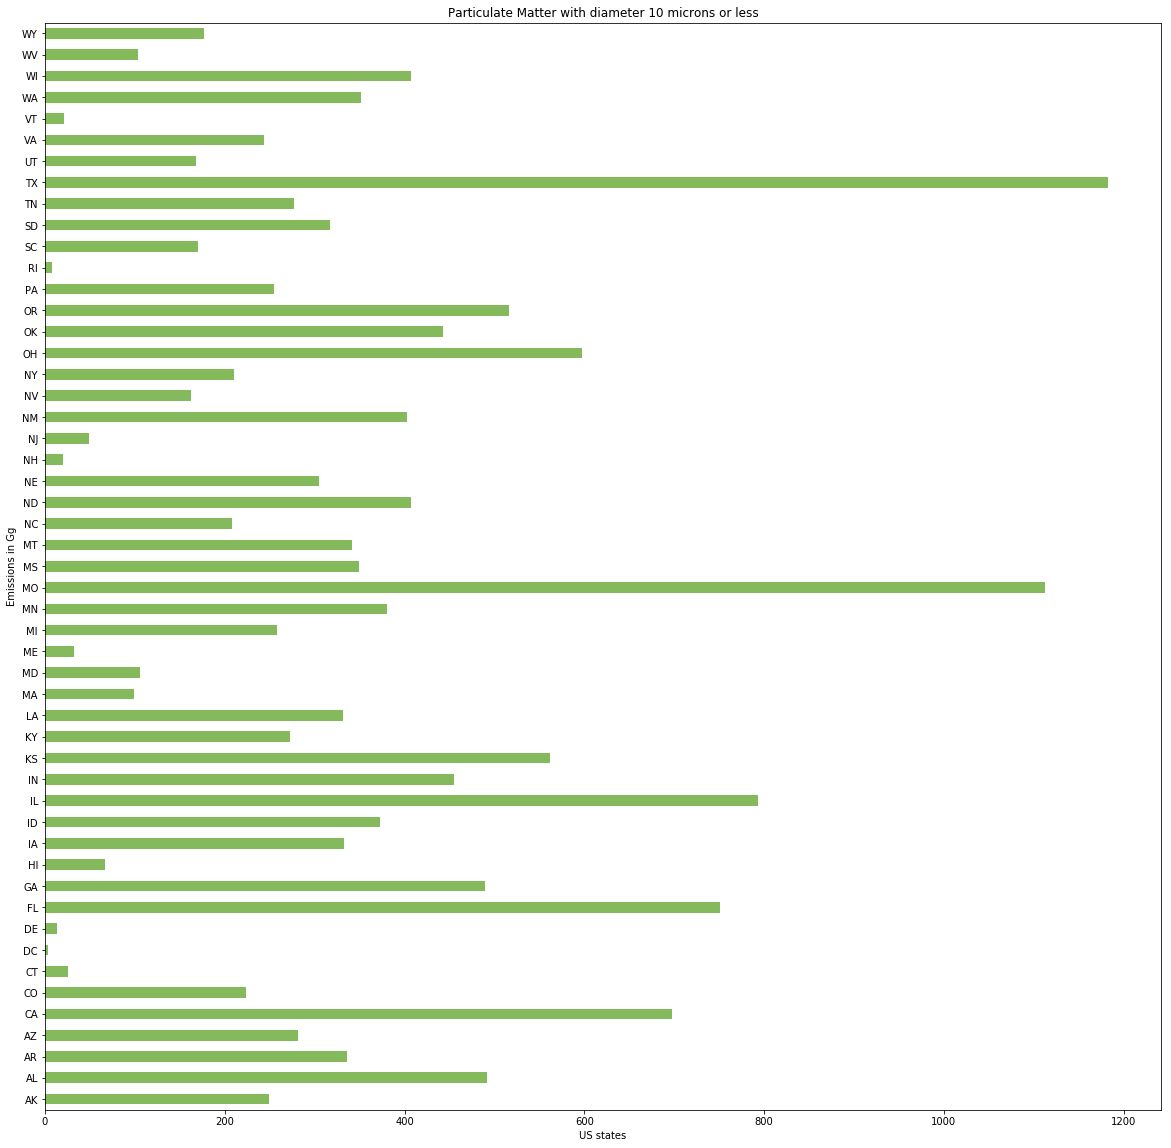 Particulate Matter with diameter 10 microns or less
WY
WV
WI
WA
VT
VA
UT
TX
TN
SD
SC
RI
PA
OR
OK
OH
NY
NV
NM
NJ
NH
NE
ND
NC
MT
MS
MO
MN
MI
ME
MD
MA
LA
KY
KS
IN
IL
ID
IA
HI
GA
FL
DE
DC
CT
CO
CA
AZ
AR
AL
AK
Emissions in Gg
0 200 400 600 800 1000 1200
US states